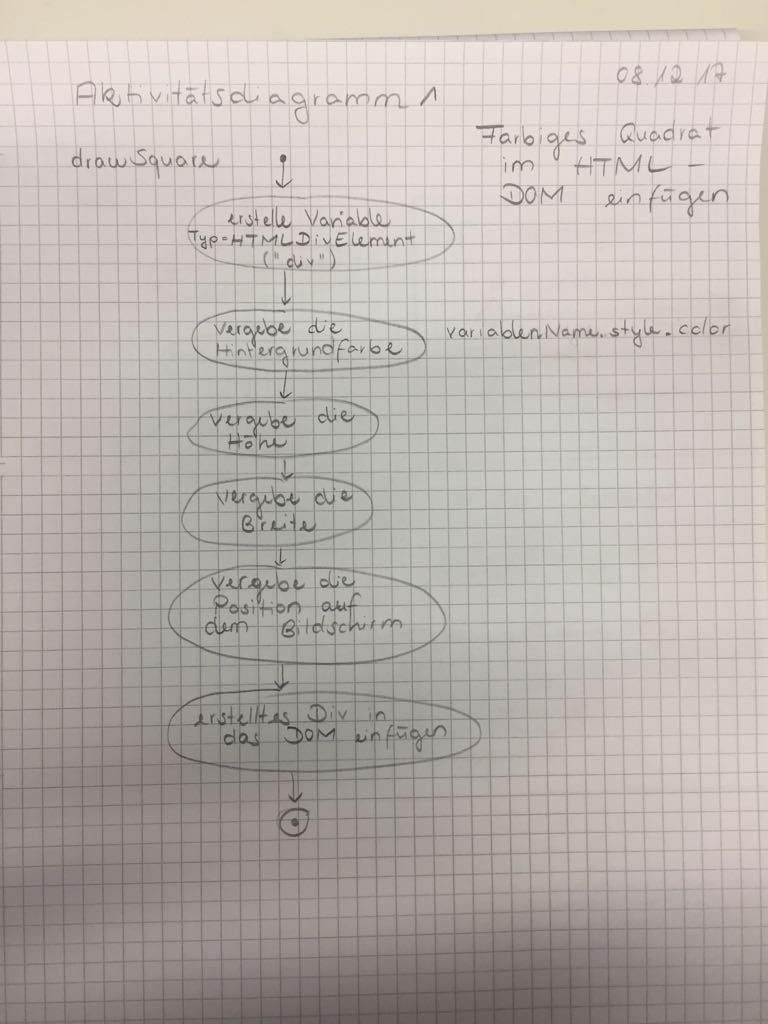 08.12.17
Aktivitätsdiagramm 1
Farbiges Quadrat
im HTML-
DOM einfügen
drawSquare
erstelle Variable
Typ=HTMLDivElement
("div")
vergebe die
Hintergrundfarbe
variablenName.style.color
vergebe die
Höhe
vergebe die
Breite
vergebe die
Position auf
dem Bildschirm
erstelltes Div in
das DOM einfügen